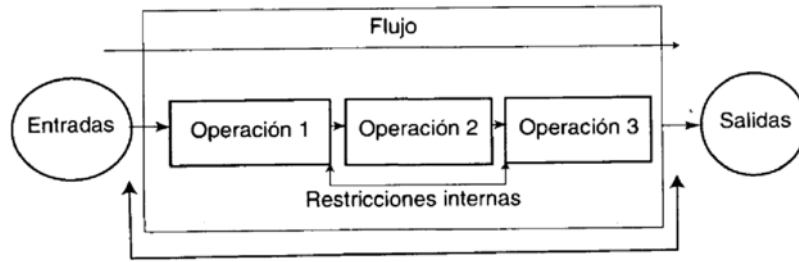 Flujo
Entradas
Operación 1
Operación 2
Operación 3
Salidas
Restricciones internas